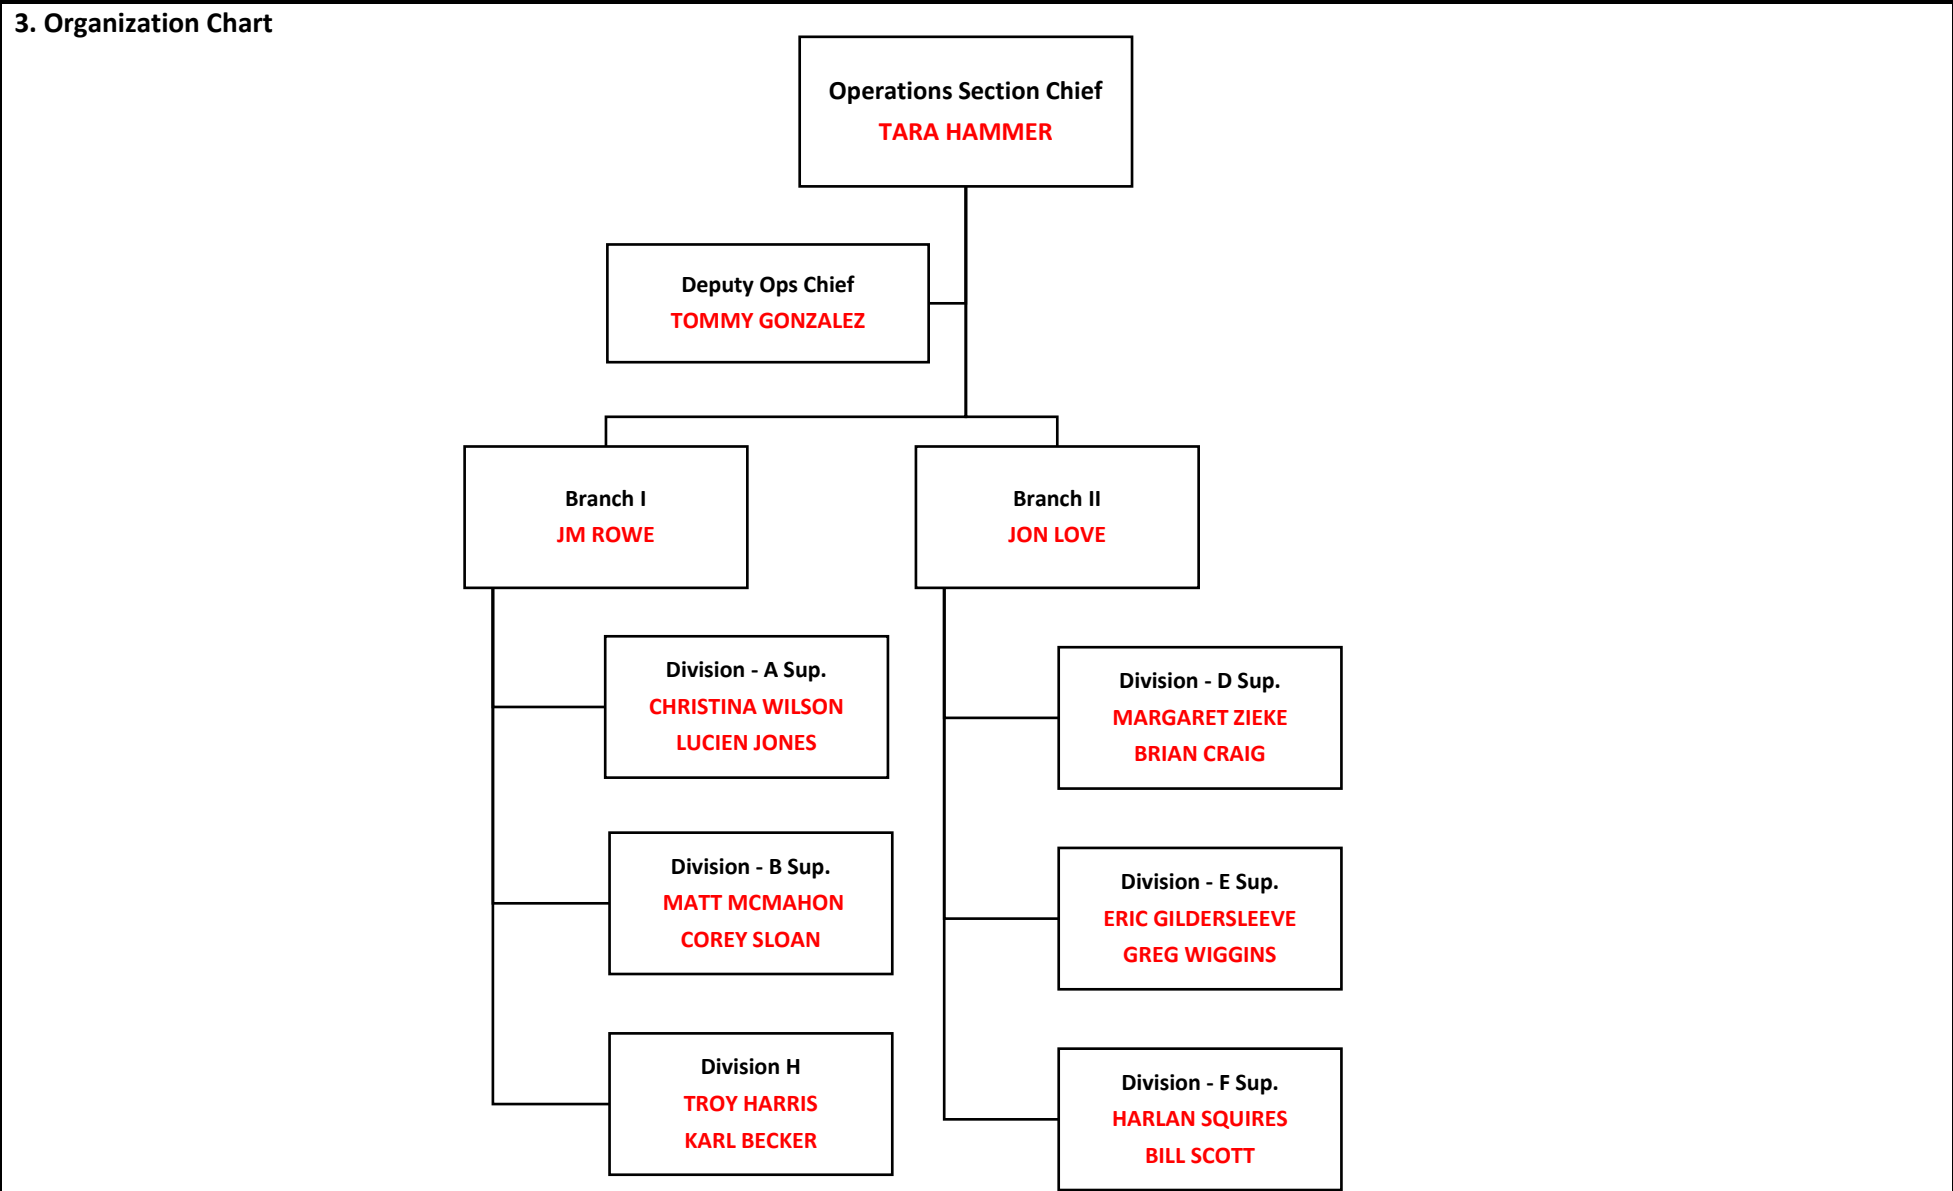 3. Organization Chart
Operations Section Chief
TARA HAMMER
Deputy Ops Chief
TOMMY GONZALEZ
Branch I
JM ROWE
Branch II
JON LOVE
Division - A Sup.
CHRISTINA WILSON
LUCIEN JONES
Division - B Sup.
MATT MCMAHON
COREY SLOAN
Division H
TROY HARRIS
KARL BECKER
Division - D Sup.
MARGARET ZIEKE
BRIAN CRAIG
Division - E Sup.
ERIC GILDERSLEEVE
GREG WIGGINS
Division - F Sup.
HARLAN SQUIRES
BILL SCOTT